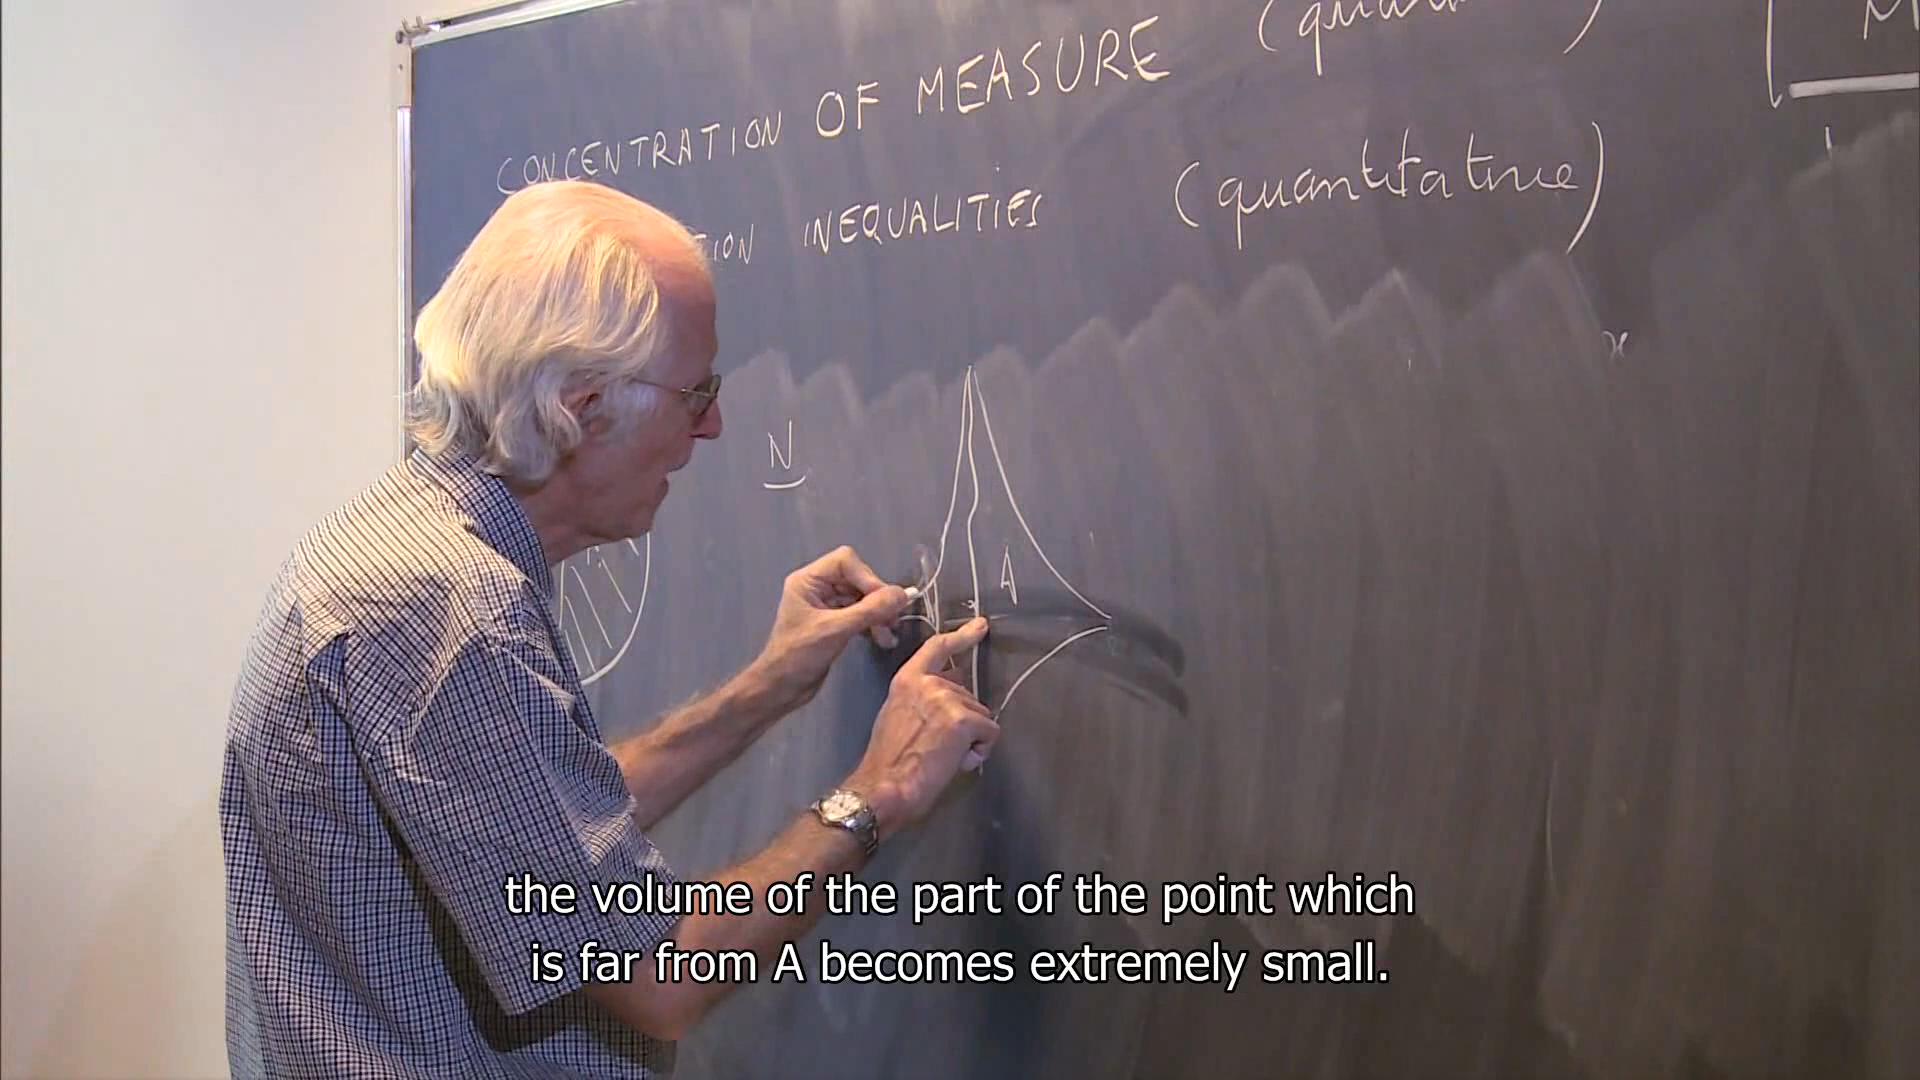 CONCENTRATION OF MEASURE
TION INEQUALITIES (quantitative)
N
A
the volume of the part of the point which
is far from A becomes extremely small.